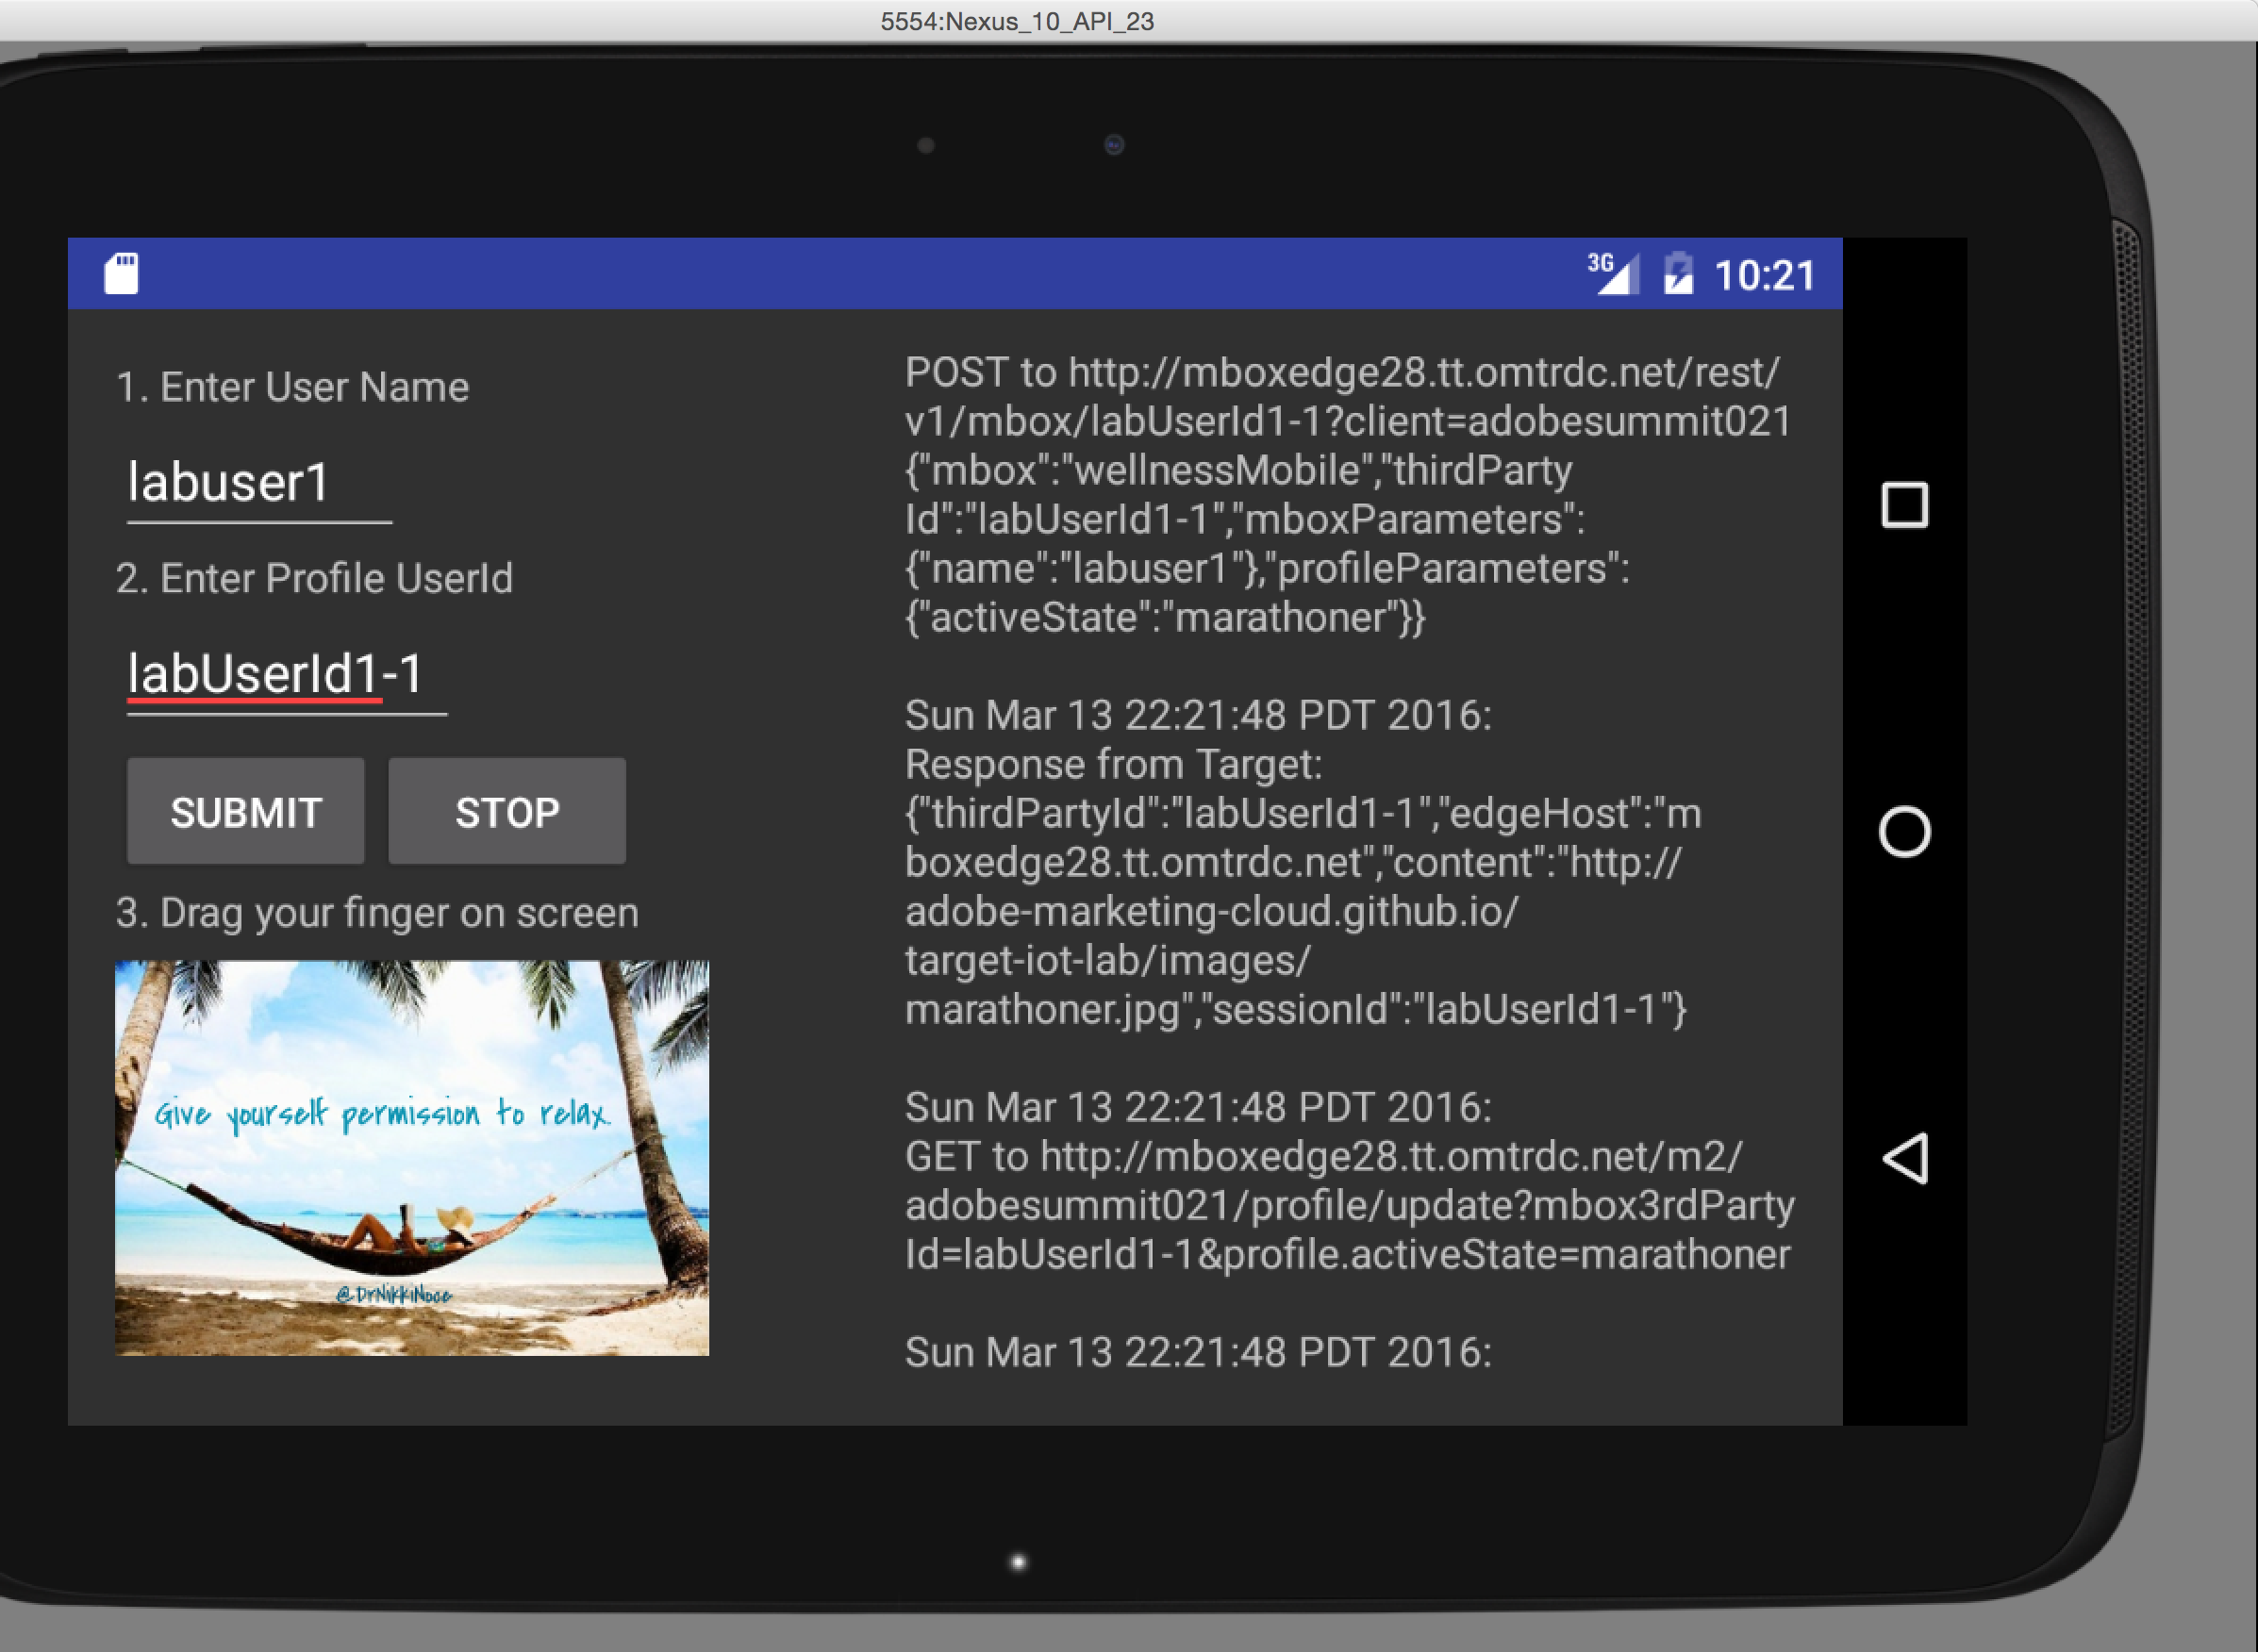 5554:Nexus_10_API_23
3G 10:21
1. Enter User Name
labuser1
2. Enter Profile UserId
labUserId1-1
SUBMIT STOP
3. Drag your finger on screen
Give yourself permission to relax.
@DrNikkiNoce
POST to http://mboxedge28.tt.omtrdc.net/rest/
v1/mbox/labUserId1-1?client=adobesummit021
{"mbox":"wellnessMobile","thirdParty
Id":"labUserId1-1","mboxParameters":
{"name":"labuser1"},"profileParameters":
{"activeState":"marathoner"}}
Sun Mar 13 22:21:48 PDT 2016:
Response from Target:
{"thirdPartyId":"labUserId1-1","edgeHost":"m
boxedge28.tt.omtrdc.net","content":"http://
adobe-marketing-cloud.github.io/
target-iot-lab/images/
marathoner.jpg","sessionId":"labUserId1-1"}
Sun Mar 13 22:21:48 PDT 2016:
GET to http://mboxedge28.tt.omtrdc.net/m2/
adobesummit021/profile/update?mbox3rdParty
Id=labUserId1-1&profile.activeState=marathoner
Sun Mar 13 22:21:48 PDT 2016: